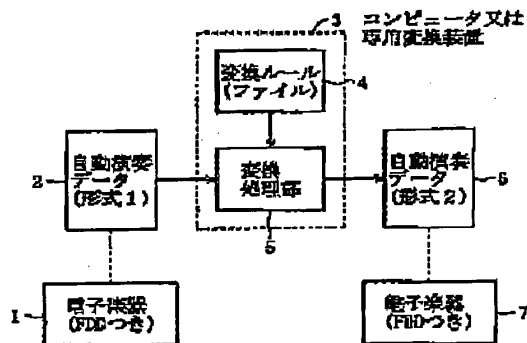 3 コンピュータ又は
専用変換装置
変換ルール
(ファイル)
4
2
自動演奏
データ
(形式1)
変換
処理部
5
自動演奏
データ
(形式2)
6
1
電子楽器
(FDDつき)
電子楽器
(FDDつき)
7